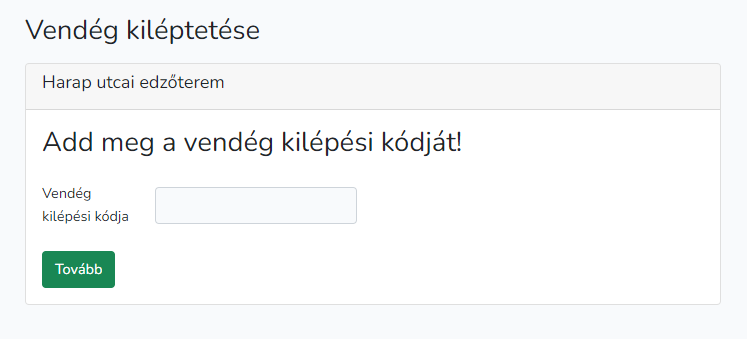 Vendég kiléptetése
Harap utcai edzőterem
Add meg a vendég kilépési kódját!
Vendég
kilépési kódja
Tovább